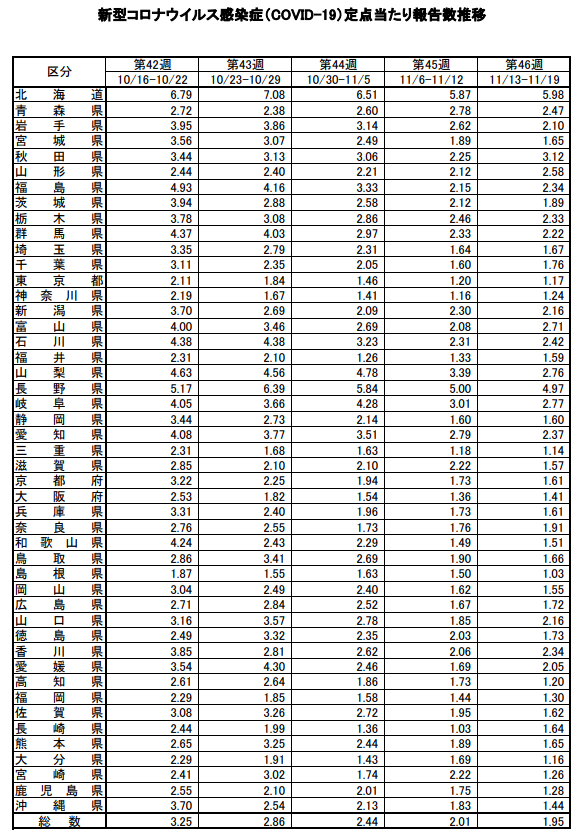 新型コロナウイルス感染症（COVID-19）定点当たり報告数推移
区分 第42週 第43週 第44週 第45週 第46週
10/16-10/22 10/23-10/29 10/30-11/5 11/6-11/12 11/13-11/19
北海道 6.79 7.08 6.51 5.87 5.98
青森県 2.72 2.38 2.60 2.78 2.47
岩手県 3.95 3.86 3.14 2.62 2.10
宮城県 3.56 3.07 2.49 1.89 1.65
秋田県 3.44 3.13 3.06 2.25 3.12
山形県 2.44 2.40 2.21 2.12 2.58
福島県 4.93 4.16 3.33 2.15 2.34
茨城県 3.94 2.88 2.58 2.12 1.89
栃木県 3.78 3.08 2.86 2.46 2.33
群馬県 4.37 4.03 2.97 2.33 2.22
埼玉県 3.35 2.79 2.31 1.64 1.67
千葉県 3.11 2.35 2.05 1.60 1.76
東京都 2.11 1.84 1.46 1.20 1.17
神奈川県 2.19 1.67 1.41 1.16 1.24
新潟県 3.70 2.69 2.09 2.30 2.16
富山県 4.00 3.46 2.69 2.08 2.71
石川県 4.38 4.38 3.23 2.31 2.42
福井県 2.31 2.10 1.26 1.33 1.59
山梨県 4.63 4.56 4.78 3.39 2.76
長野県 5.17 6.39 5.84 5.00 4.97
岐阜県 4.05 3.66 4.28 3.01 2.77
静岡県 3.44 2.73 2.14 1.60 1.60
愛知県 4.08 3.77 3.51 2.79 2.37
三重県 2.31 1.68 1.63 1.18 1.14
滋賀県 2.85 2.10 2.10 2.22 1.57
京都府 3.22 2.25 1.94 1.73 1.61
大阪府 2.53 1.82 1.54 1.36 1.41
兵庫県 3.31 2.40 1.96 1.73 1.61
奈良県 2.76 2.55 1.73 1.76 1.91
和歌山県 4.24 2.43 2.29 1.49 1.51
鳥取県 2.86 3.41 2.69 1.90 1.66
島根県 1.87 1.55 1.63 1.50 1.03
岡山県 3.04 2.49 2.40 1.62 1.55
広島県 2.71 2.84 2.52 1.67 1.72
山口県 3.16 3.57 2.78 1.85 2.16
徳島県 2.49 3.32 2.35 2.03 1.73
香川県 3.85 2.81 2.62 2.06 2.34
愛媛県 3.54 4.30 2.46 1.69 2.05
高知県 2.61 2.64 1.86 1.73 1.20
福岡県 2.29 1.85 1.58 1.44 1.30
佐賀県 3.08 3.26 2.72 1.95 1.62
長崎県 2.44 1.99 1.36 1.03 1.64
熊本県 2.65 3.25 2.44 1.89 1.65
大分県 2.29 1.91 1.43 1.69 1.16
宮崎県 2.41 3.02 1.74 2.22 1.26
鹿児島県 2.55 2.10 2.01 1.75 1.28
沖縄県 3.70 2.54 2.13 1.83 1.44
総数 3.25 2.86 2.44 2.01 1.95